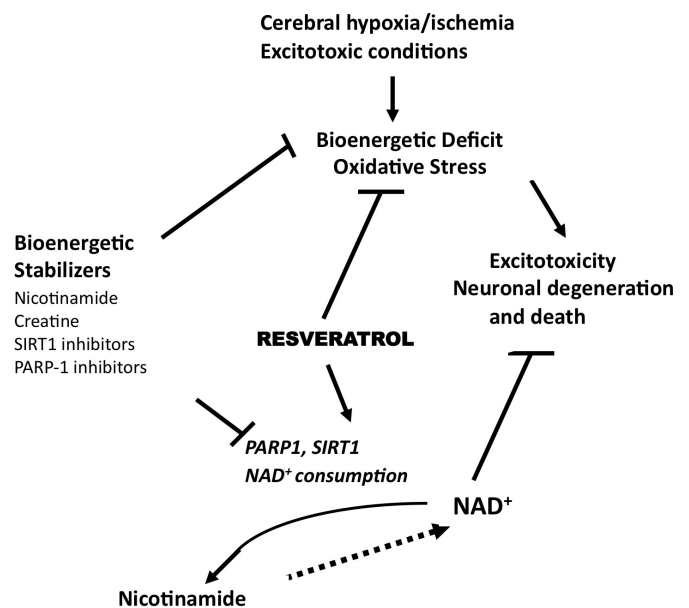 Cerebral hypoxia/ischemia
Excitotoxic conditions
Bioenergetic Deficit
Oxidative Stress
Bioenergetic
Stabilizers
Nicotinamide
Creatine
SIRT1 inhibitors
PARP-1 inhibitors
Excitotoxicity
Neuronal degeneration
and death
RESVERATROL
PARP1, SIRT1
NAD⁺ consumption
NAD⁺
Nicotinamide